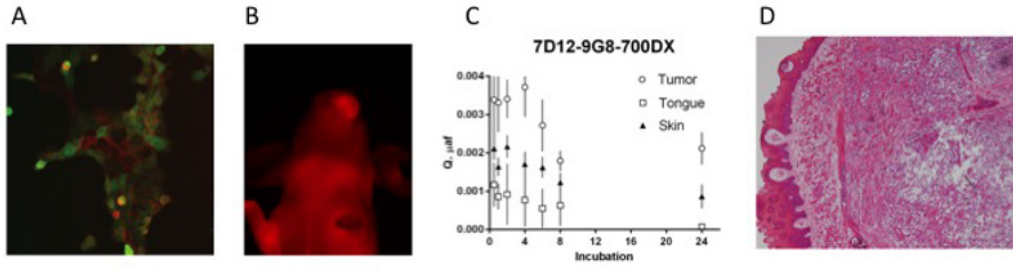 A
B
C
D
7D12-9G8-700DX
Tumor
Tongue
Skin
Q, μaf
0.004
0.003
0.002
0.001
0.000
0 4 8 12 16 20 24
Incubation